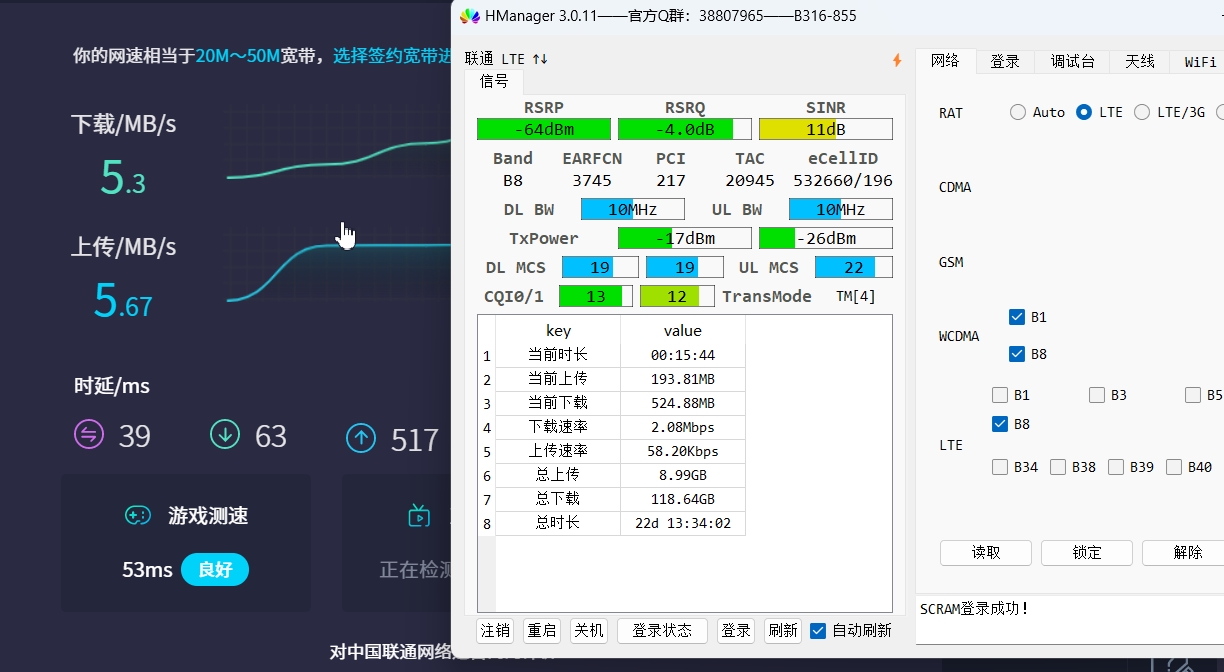 你的网速相当于20M～50M宽带，选择签约宽带进
下载/MB/s
5.3
上传/MB/s
5.67
时延/ms
39 63 517
游戏测速
53ms 良好
正在检测
对中国联通网络
HManager 3.0.11——官方Q群：38807965——B316-855
联通 LTE ↑↓
信号
RSRP RSRQ SINR
-64dBm -4.0dB 11dB
Band EARFCN PCI TAC eCellID
B8 3745 217 20945 532660/196
DL BW 10MHz UL BW 10MHz
TxPower -17dBm -26dBm
DL MCS 19 19 UL MCS 22
CQI0/1 13 12 TransMode TM[4]
key value
1 当前时长 00:15:44
2 当前上传 193.81MB
3 当前下载 524.88MB
4 下载速率 2.08Mbps
5 上传速率 58.20Kbps
6 总上传 8.99GB
7 总下载 118.64GB
8 总时长 22d 13:34:02
注销 重启 关机 登录状态 登录 刷新 自动刷新
网络 登录 调试台 天线 WiFi
RAT Auto LTE LTE/3G
CDMA
GSM
WCDMA
B1
B8
LTE
B1 B3 B5
B8
B34 B38 B39 B40
读取 锁定 解除
SCRAM登录成功！